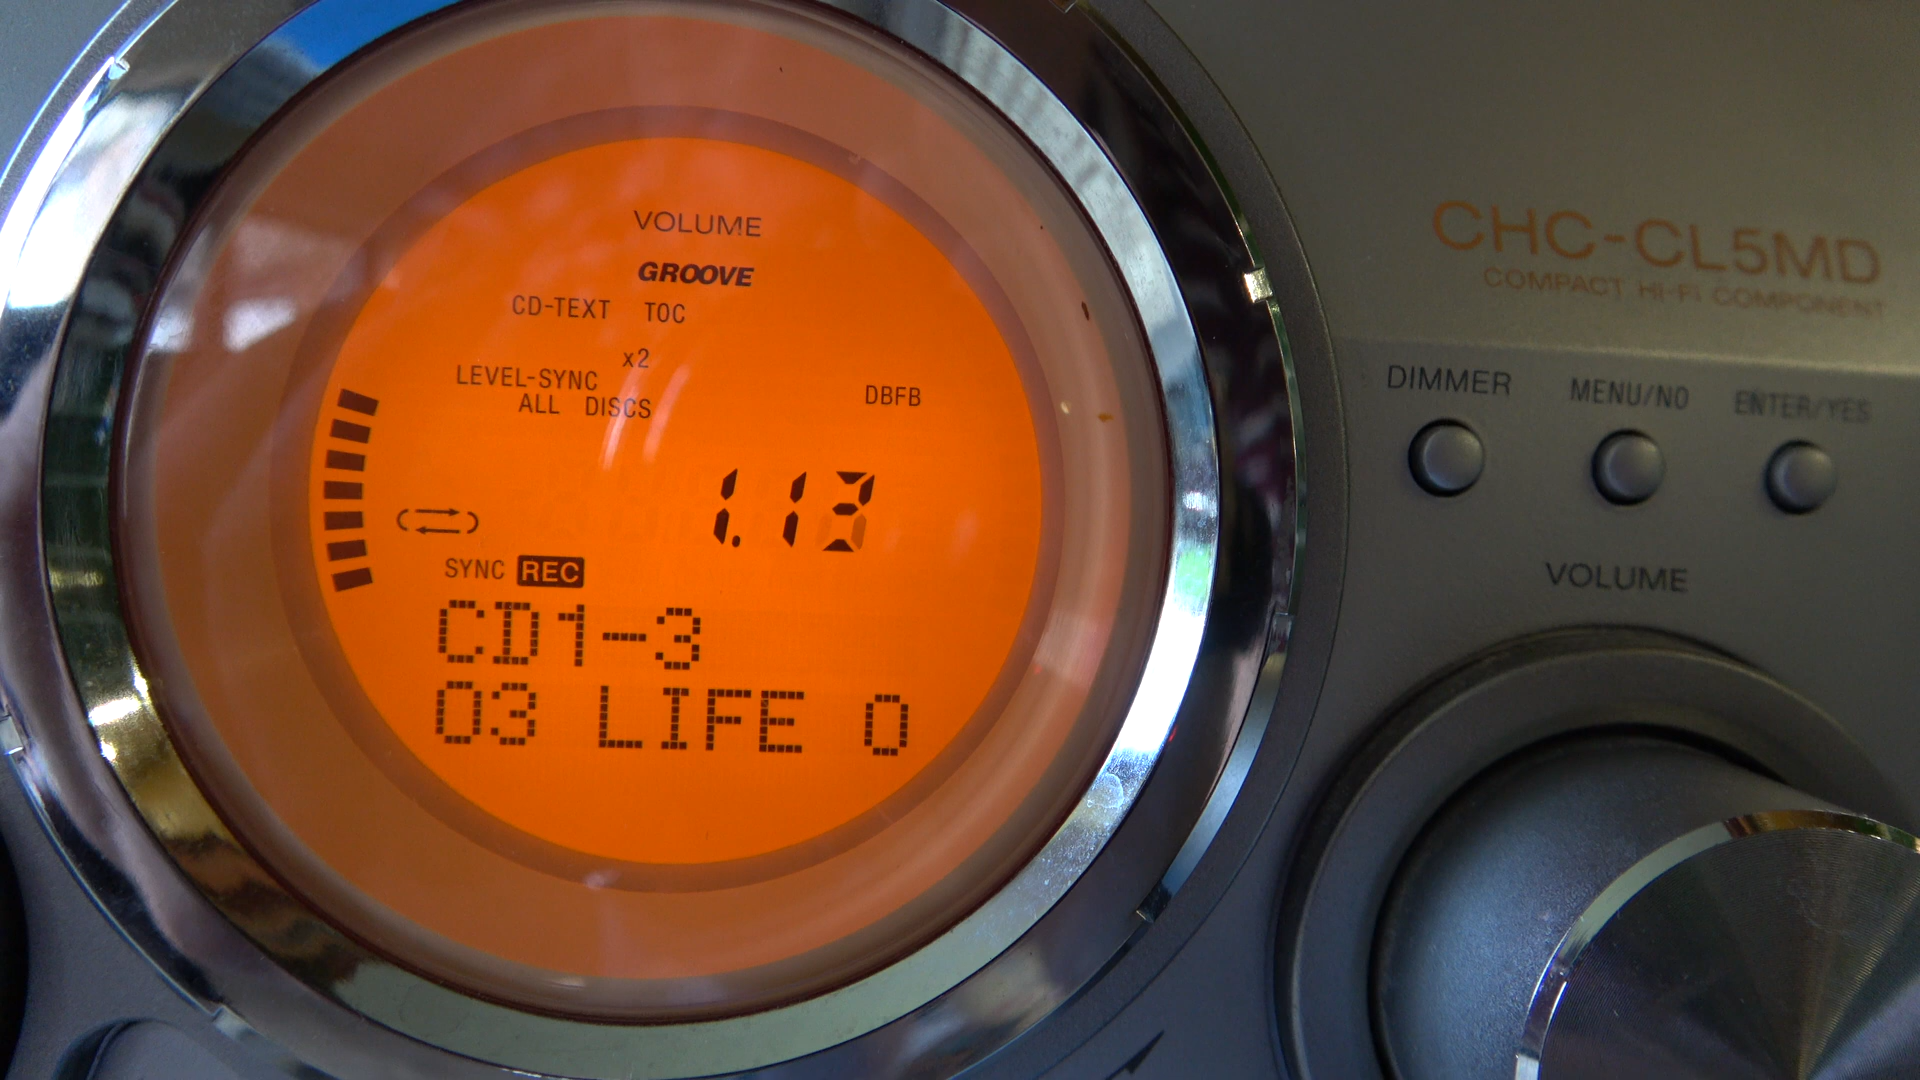 VOLUME
GROOVE
CD-TEXT TOC
x2
LEVEL-SYNC
ALL DISCS
DBFB
1.13
SYNC REC
CD1-3
03 LIFE O
CHC-CL5MD
COMPACT HI-FI COMPONENT
DIMMER
MENU/NO
ENTER/YES
VOLUME